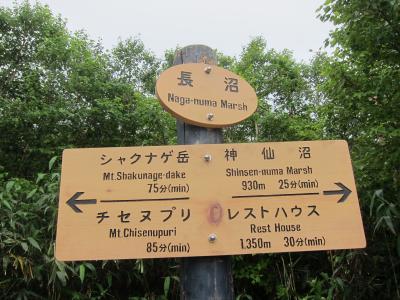 長沼
Naga-numa Marsh
シャクナゲ岳
Mt.Shakunage-dake
75分(min)
チセヌプリ
Mt.Chisenupuri
85分(min)
神仙沼
Shinsen-numa Marsh
930m 25分(min)
レストハウス
Rest House
1.350m 30分(min)